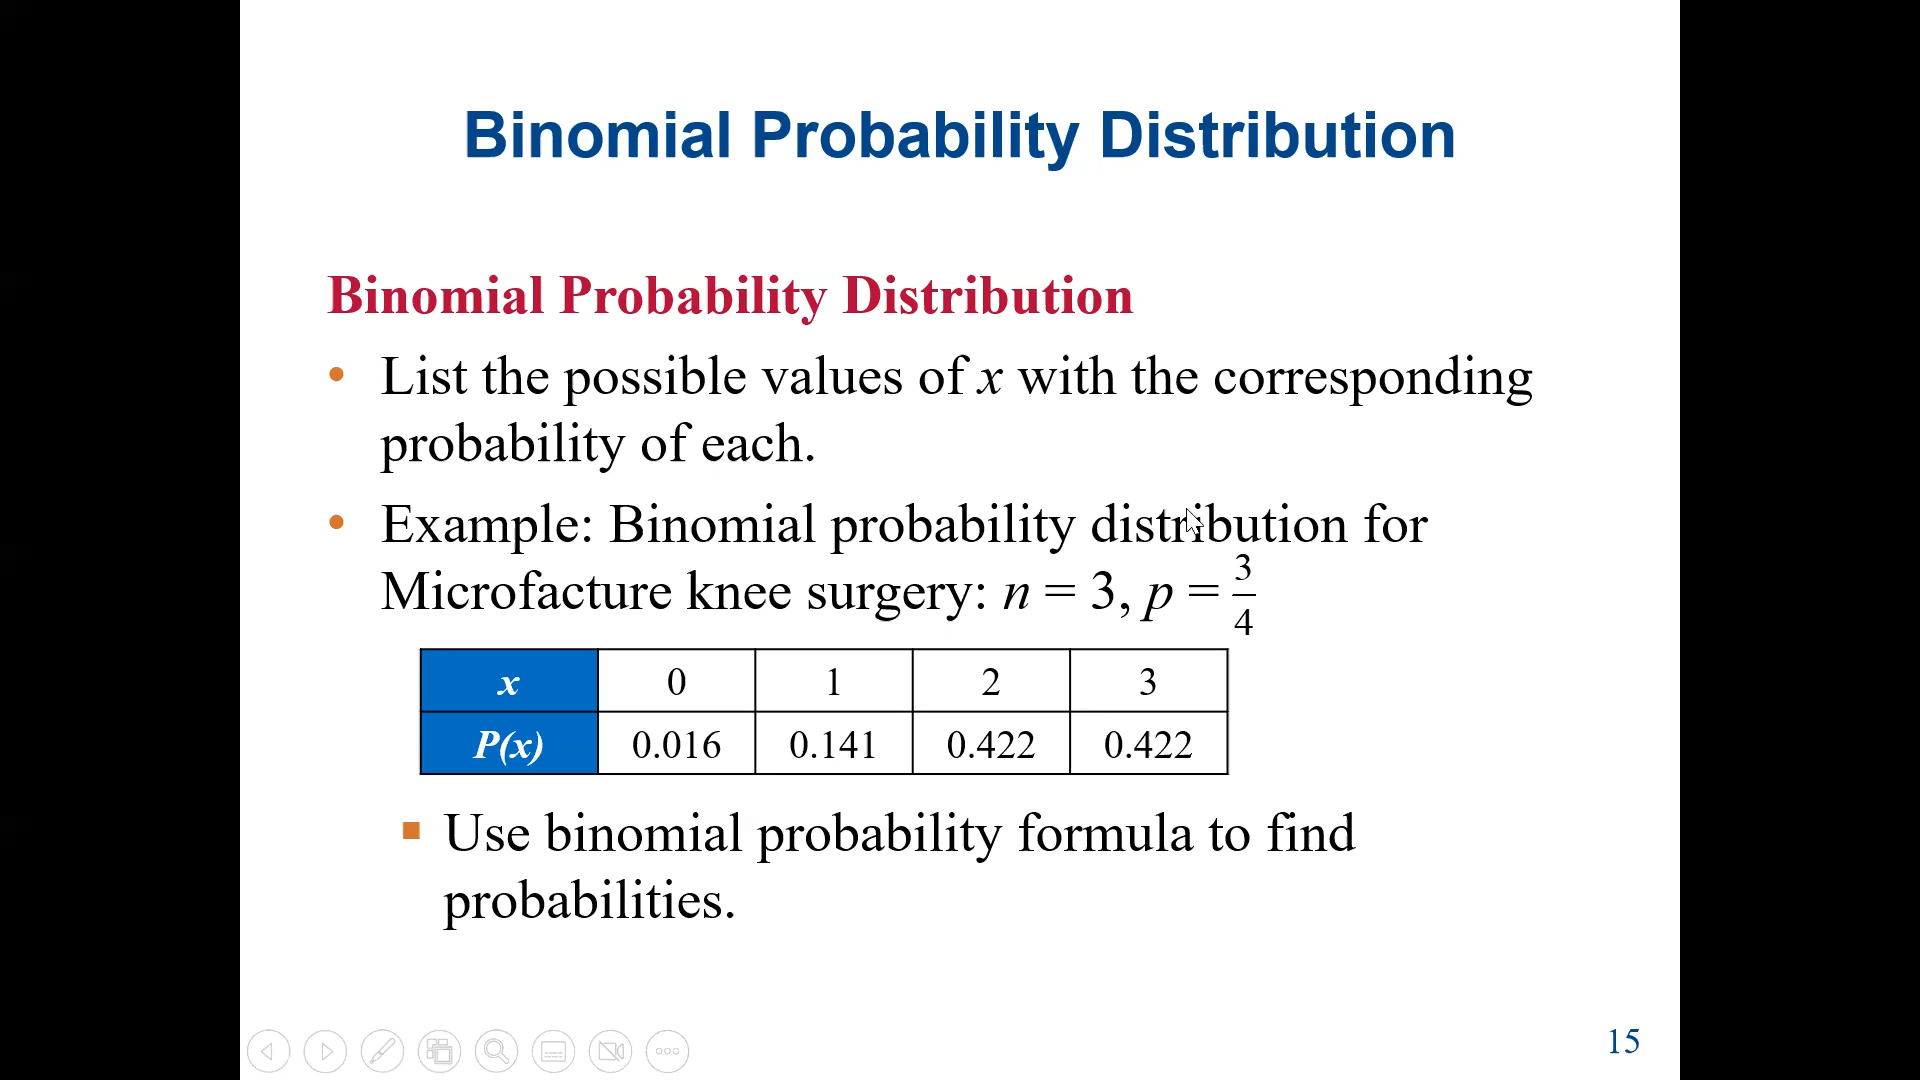 Binomial Probability Distribution
Binomial Probability Distribution
• List the possible values of x with the corresponding
probability of each.
• Example: Binomial probability distribution for
Microfacture knee surgery: n = 3, p = 3/4
x 0 1 2 3
P(x) 0.016 0.141 0.422 0.422
▪ Use binomial probability formula to find
probabilities.
15